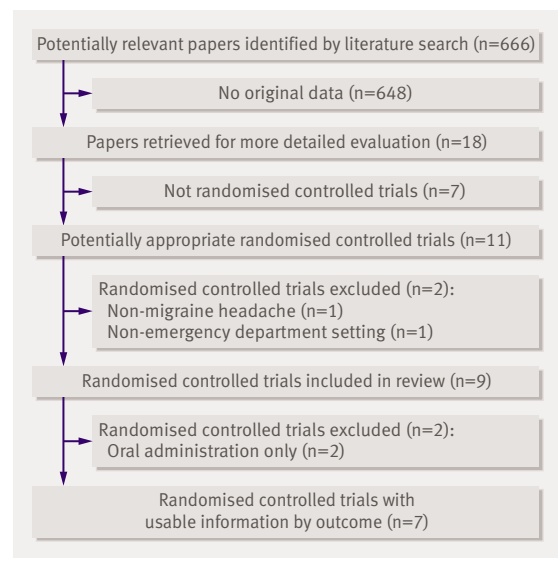 Potentially relevant papers identified by literature search (n=666)
No original data (n=648)
Papers retrieved for more detailed evaluation (n=18)
Not randomised controlled trials (n=7)
Potentially appropriate randomised controlled trials (n=11)
Randomised controlled trials excluded (n=2):
Non-migraine headache (n=1)
Non-emergency department setting (n=1)
Randomised controlled trials included in review (n=9)
Randomised controlled trials excluded (n=2):
Oral administration only (n=2)
Randomised controlled trials with
usable information by outcome (n=7)